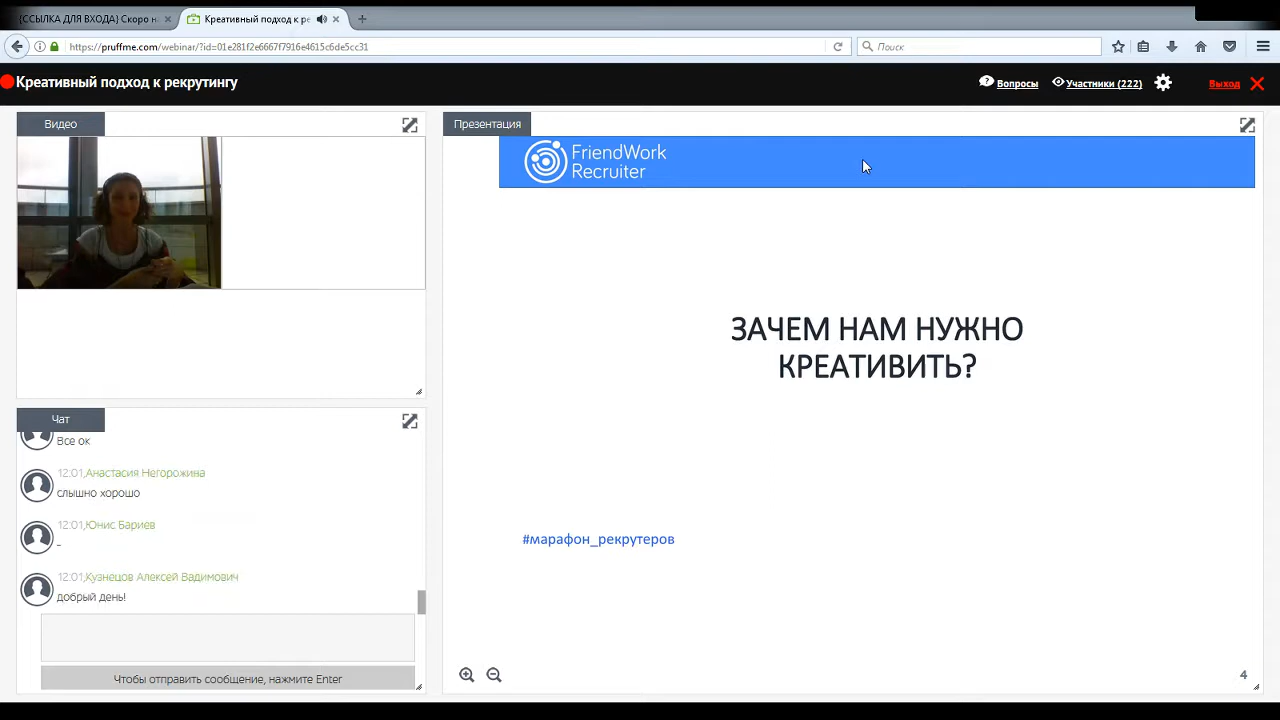 (ССЫЛКА ДЛЯ ВХОДА) Скоро н
Креативный подход к ре
https://pruffme.com/webinar/?id=01e281f2e6667f7916e4615c6de5cc31
Поиск
Креативный подход к рекрутингу
Вопросы
Участники (222)
Выход
Видео
Презентация
FriendWork
Recruiter
ЗАЧЕМ НАМ НУЖНО
КРЕАТИВИТЬ?
#марафон_рекрутеров
4
Чат
Все ок
12:01,Анастасия Негорожина
слышно хорошо
12:01,Юнис Бариев
-
12:01,Кузнецов Алексей Вадимович
добрый день!
Чтобы отправить сообщение, нажмите Enter